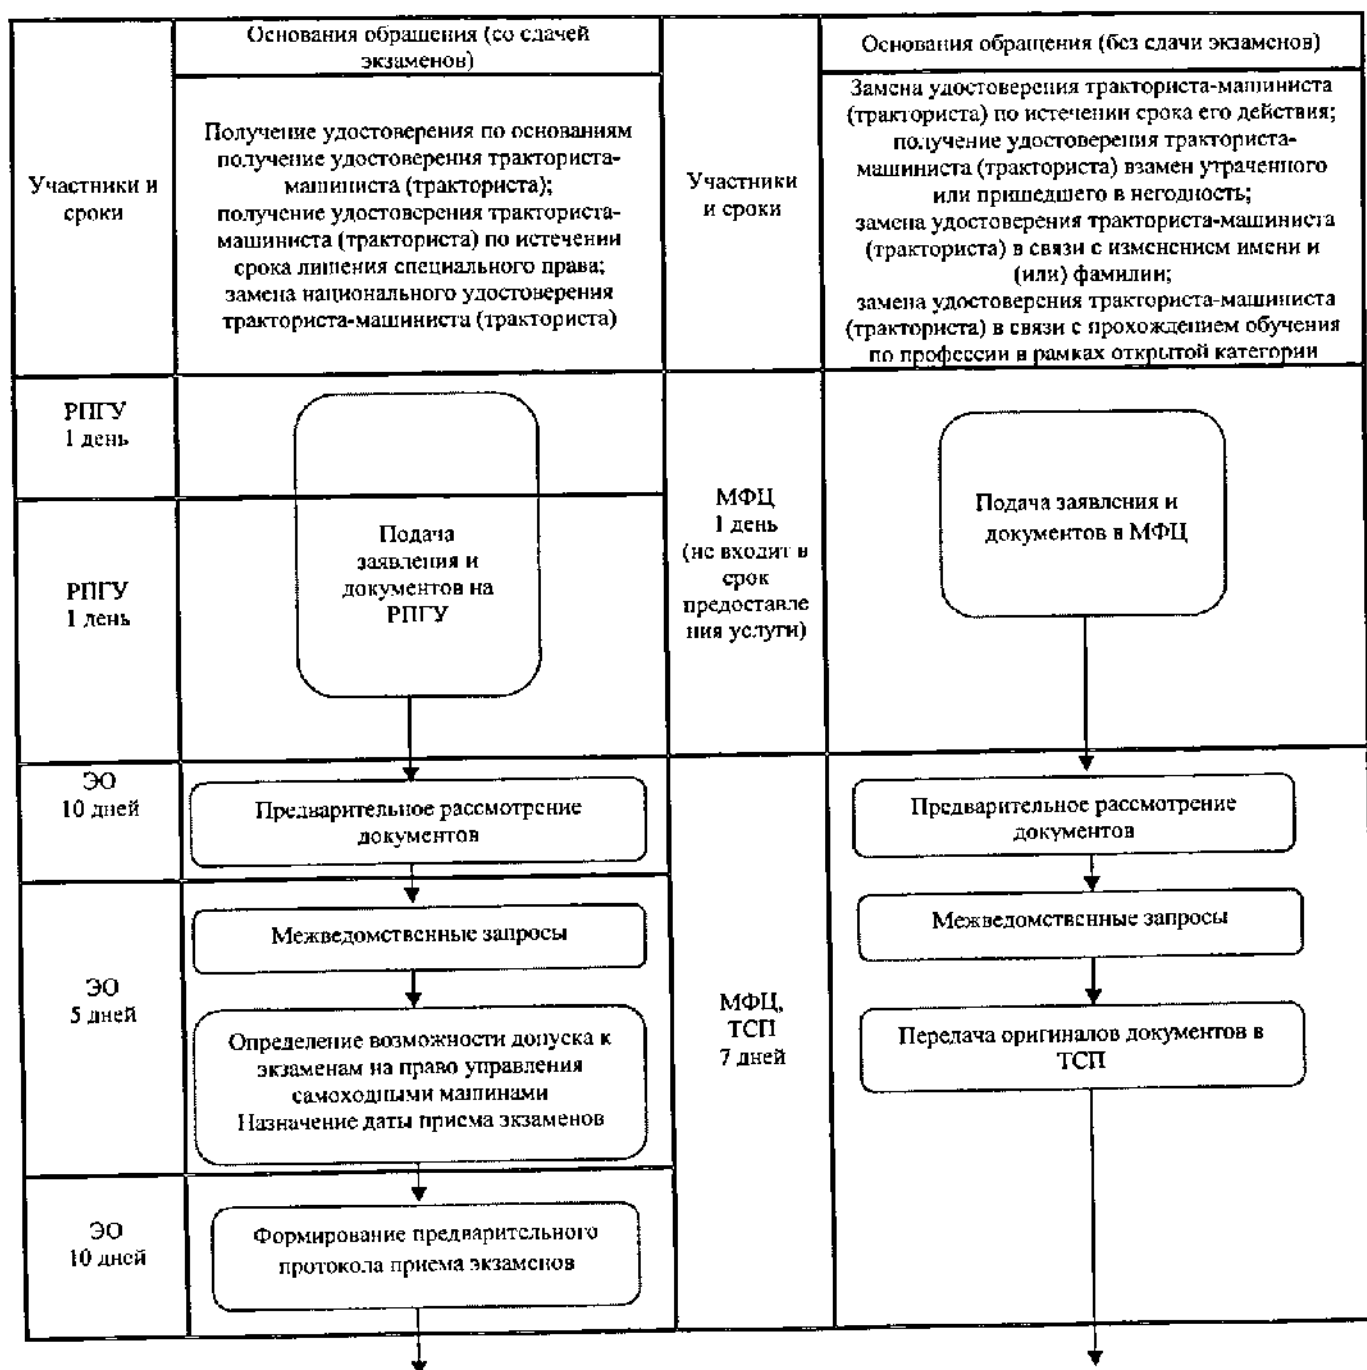 Участники и
сроки
Основания обращения (со сдачей
экзаменов)
Получение удостоверения по основаниям
получение удостоверения тракториста-
машиниста (тракториста);
получение удостоверения тракториста-
машиниста (тракториста) по истечении
срока лишения специального права;
замена национального удостоверения
тракториста-машиниста (тракториста)
Участники
и сроки
Основания обращения (без сдачи экзаменов)
Замена удостоверения тракториста-машиниста
(тракториста) по истечении срока его действия;
получение удостоверения тракториста-
машиниста (тракториста) взамен утраченного
или пришедшего в негодность;
замена удостоверения тракториста-машиниста
(тракториста) в связи с изменением имени и
(или) фамилии;
замена удостоверения тракториста-машиниста
(тракториста) в связи с прохождением обучения
по профессии в рамках открытой категории
РПГУ
1 день
РПГУ
1 день
Подача
заявления и
документов на
РПГУ
МФЦ
1 день
(не входит в
срок
предоставле
ния услуги)
Подача заявления и
документов в МФЦ
ЭО
10 дней
Предварительное рассмотрение
документов
ЭО
5 дней
Межведомственные запросы
Определение возможности допуска к
экзаменам на право управления
самоходными машинами
Назначение даты приема экзаменов
ЭО
10 дней
Формирование предварительного
протокола приема экзаменов
МФЦ,
ТСП
7 дней
Предварительное рассмотрение
документов
Межведомственные запросы
Передача оригиналов документов в
ТСП